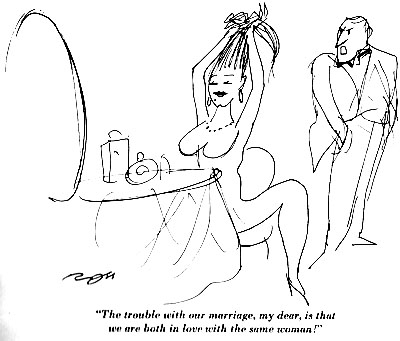 "The trouble with our marriage, my dear, is that
we are both in love with the same woman!"